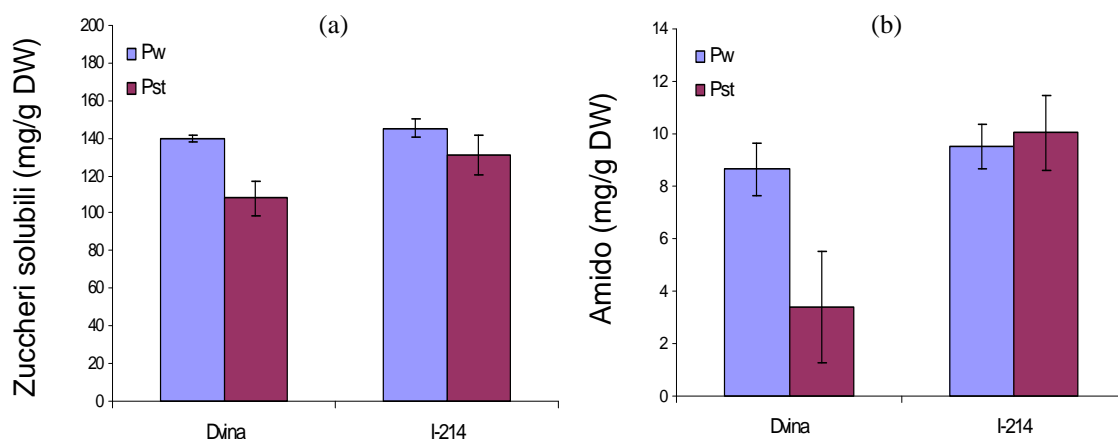 (a)
Zuccheri solubili (mg/g DW)
200
180
160
140
120
100
80
60
40
20
0
Pw
Pst
Dvina
I-214
(b)
Amido (mg/g DW)
14
12
10
8
6
4
2
0
Pw
Pst
Dvina
I-214